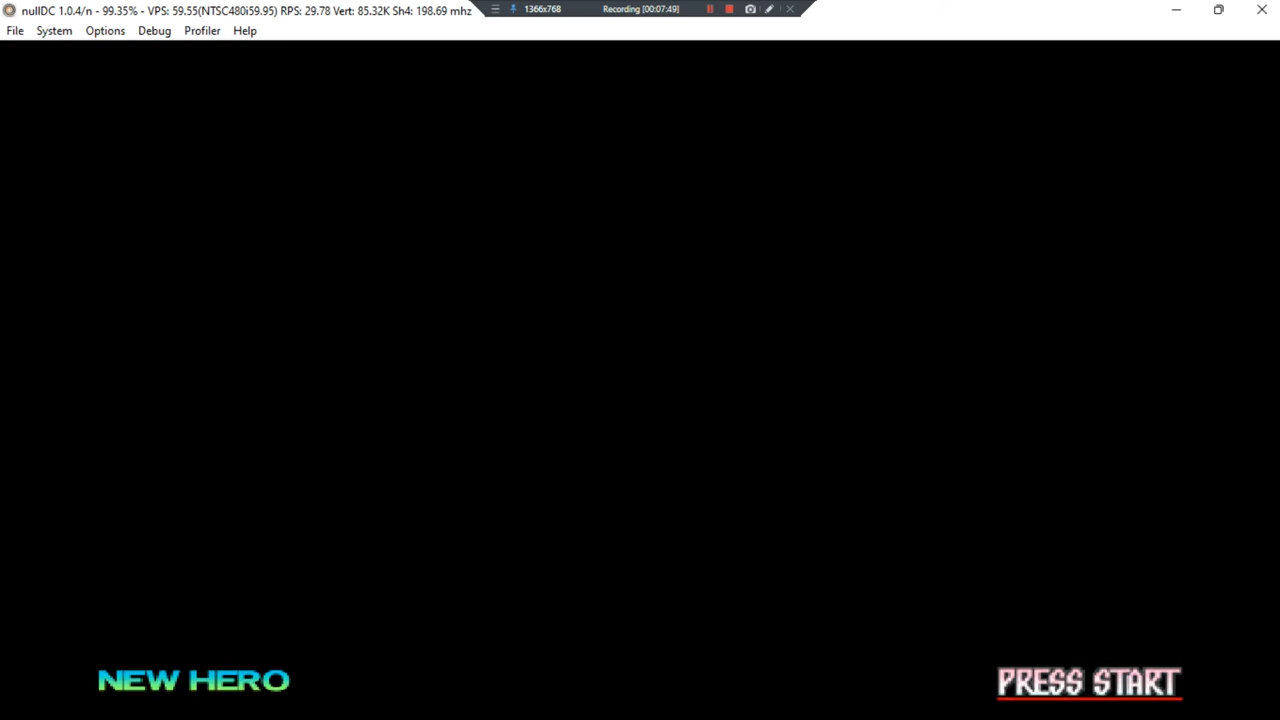 nullDC 1.0.4/n - 99.35% - VPS: 59.55(NTSC480i59.95) RPS: 29.78 Vert: 85.32K Sh4: 198.69 mhz
1366x768
Recording [00:07:49]
File System Options Debug Profiler Help
NEW HERO
PRESS START